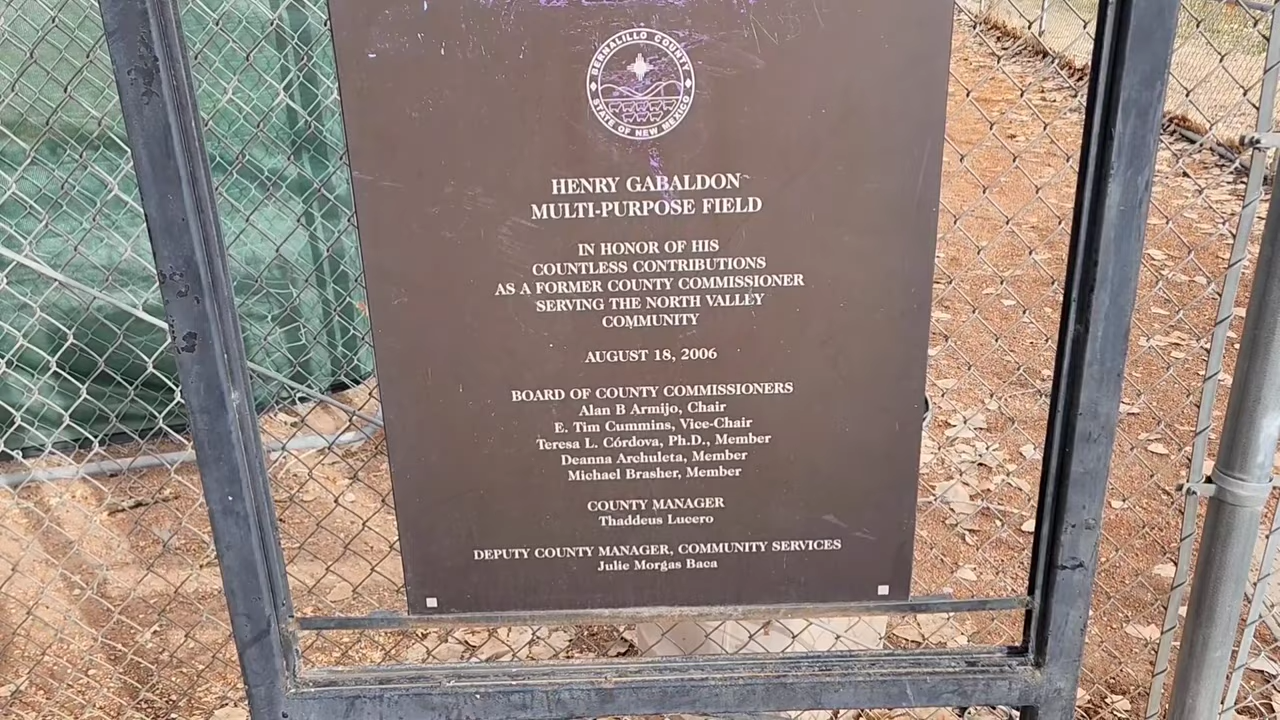 BERNALILLO COUNTY
STATE OF NEW MEXICO
HENRY GABALDON
MULTI-PURPOSE FIELD
IN HONOR OF HIS
COUNTLESS CONTRIBUTIONS
AS A FORMER COUNTY COMMISSIONER
SERVING THE NORTH VALLEY
COMMUNITY
AUGUST 18, 2006
BOARD OF COUNTY COMMISSIONERS
Alan B Armijo, Chair
E. Tim Cummins, Vice-Chair
Teresa L. Córdova, Ph.D., Member
Deanna Archuleta, Member
Michael Brasher, Member
COUNTY MANAGER
Thaddeus Lucero
DEPUTY COUNTY MANAGER, COMMUNITY SERVICES
Julie Morgas Baca